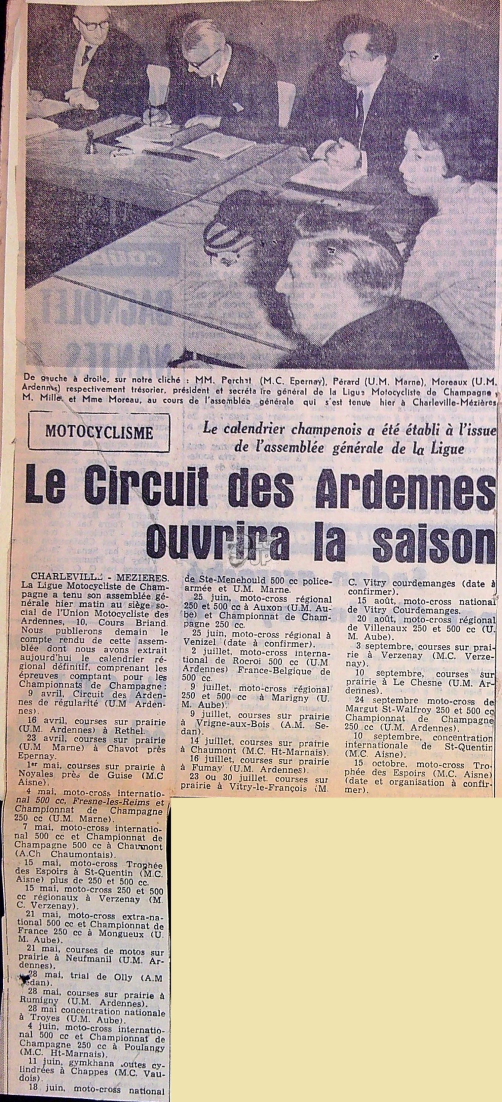 De gauche à droite, sur notre cliché : MM. Perchat (M.C. Epernay), Pérard (U.M. Marne), Moreaux (U.M.
Ardennes) respectivement trésorier, président et secrétaire général de la Ligue Motocycliste de Champagne,
M. Mille, et Mme Moreau, au cours de l'assemblée générale qui s'est tenue hier à Charleville-Mézières
MOTOCYCLISME
Le calendrier champenois a été établi à l'issue
de l'assemblée générale de la Ligue
Le Circuit des Ardennes
ouvrira la saison
CHARLEVILLE - MEZIERES.
La Ligue Motocycliste de Cham-
pagne a tenu son assemblée gé-
nérale hier matin au siège so-
cial de l'Union Motocycliste des
Ardennes, 10, Cours Briand.
Nous publierons demain le
compte rendu de cette assem-
blée dont nous avons extrait
aujourd'hui le calendrier ré-
gional définitif, comprenant les
épreuves comptant pour les
Championnats de Champagne :
9 avril, Circuit des Arden-
nes de régularité (U.M. Arden-
nes).
16 avril, courses sur prairie
(U.M. Ardennes) à Rethel.
23 avril, courses sur prairie
(U.M. Marne) à Chavot près
Epernay.
1er mai, courses sur prairie à
Noyales près de Guise (M.C
Aisne).
4 mai, moto-cross internatio-
nal 500 cc, Fresne-les-Reims et
Championnat de Champagne
250 cc (U.M. Marne).
7 mai, moto-cross internatio-
nal 500 cc et Championnat de
Champagne 500 cc à Chaumont
(A.Ch Chaumontais).
15 mai, moto-cross Trophée
des Espoirs à St-Quentin (M.C.
Aisne) plus de 250 et 500 cc.
15 mai, moto-cross 250 et 500
cc régionaux à Verzenay (M.
C. Verzenay).
21 mai, moto-cross extra-na-
tional 500 cc et Championnat de
France 250 cc à Mongueux (U.
M. Aube).
21 mai, courses de motos sur
prairie à Neufmanil (U.M. Ar-
dennes).
28 mai, trial de Olly (A.M
Sedan).
28 mai, courses sur prairie à
Rumigny (U.M. Ardennes).
28 mai concentration nationale
à Troyes (U.M. Aube).
4 juin, moto-cross internatio-
nal 500 cc et Championnat de
Champagne 250 cc à Poulangy
(M.C. Ht-Marnais).
11 juin, gymkhana toutes cy-
lindrées à Chappes (M.C. Vau-
dois).
18 juin, moto-cross national
de Ste-Menehould 500 cc police-
armée et U.M. Marne.
25 juin, moto-cross régional
250 et 500 cc à Auxon (U.M. Au-
be) et Championnat de Cham-
pagne 250 cc.
25 juin, moto-cross régional à
Venizel (date à confirmer).
2 juillet, moto-cross interna-
tional de Rocroi 500 cc (U.M
Ardennes) France-Belgique de
500 cc.
9 juillet, moto-cross régional
250 et 500 cc à Marigny (U.
M. Aube).
9 juillet, courses sur prairie
à Vrigne-aux-Bois (A.M. Se-
dan).
14 juillet, courses sur prairie à
Chaumont (M.C. Ht-Marnais).
16 juillet, courses sur prairie
à Fumay (U.M. Ardennes).
23 ou 30 juillet, courses sur
prairie à Vitry-le-François (M
C. Vitry courdemanges (date à
confirmer).
15 août, moto-cross national
de Vitry Courdemanges.
20 août, moto-cross régional
de Villenaux 250 et 500 cc (U.
M. Aube).
3 septembre, courses sur prai-
rie à Verzenay (M.C. Verze-
nay).
10 septembre, courses sur
prairie à Le Chesne (U.M. Ar-
dennes).
24 septembre moto-cross de
Margut St-Walfroy 250 et 500 cc
Championnat de Champagne
250 cc (U.M. Ardennes).
10 septembre, concentration
internationale de St-Quentin
(M.C. Aisne).
15 octobre, moto-cross Tro-
phée des Espoirs (M.C. Aisne)
(date et organisation à confir-
mer).